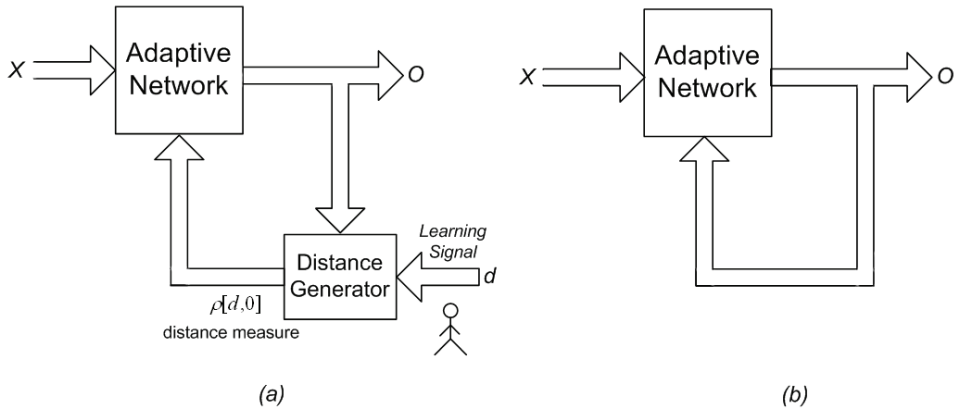 X
Adaptive
Network
O
Learning
Signal
Distance
Generator
d
ρ[d,0]
distance measure
(a)
X
Adaptive
Network
O
(b)